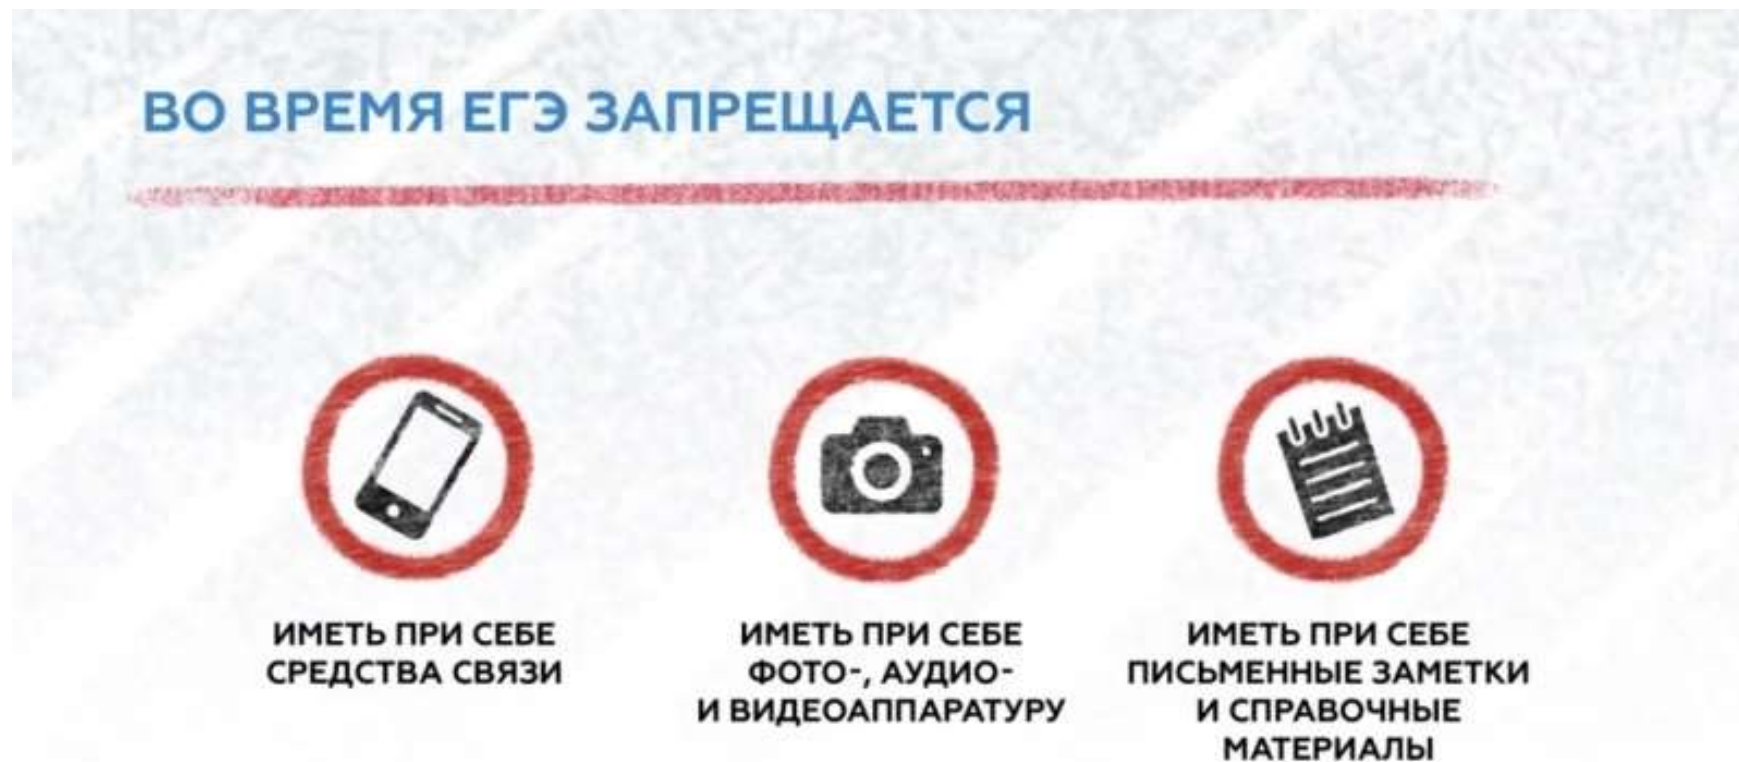 ВО ВРЕМЯ ЕГЭ ЗАПРЕЩАЕТСЯ
ИМЕТЬ ПРИ СЕБЕ
СРЕДСТВА СВЯЗИ
ИМЕТЬ ПРИ СЕБЕ
ФОТО-, АУДИО-
И ВИДЕОАППАРАТУРУ
ИМЕТЬ ПРИ СЕБЕ
ПИСЬМЕННЫЕ ЗАМЕТКИ
И СПРАВОЧНЫЕ
МАТЕРИАЛЫ